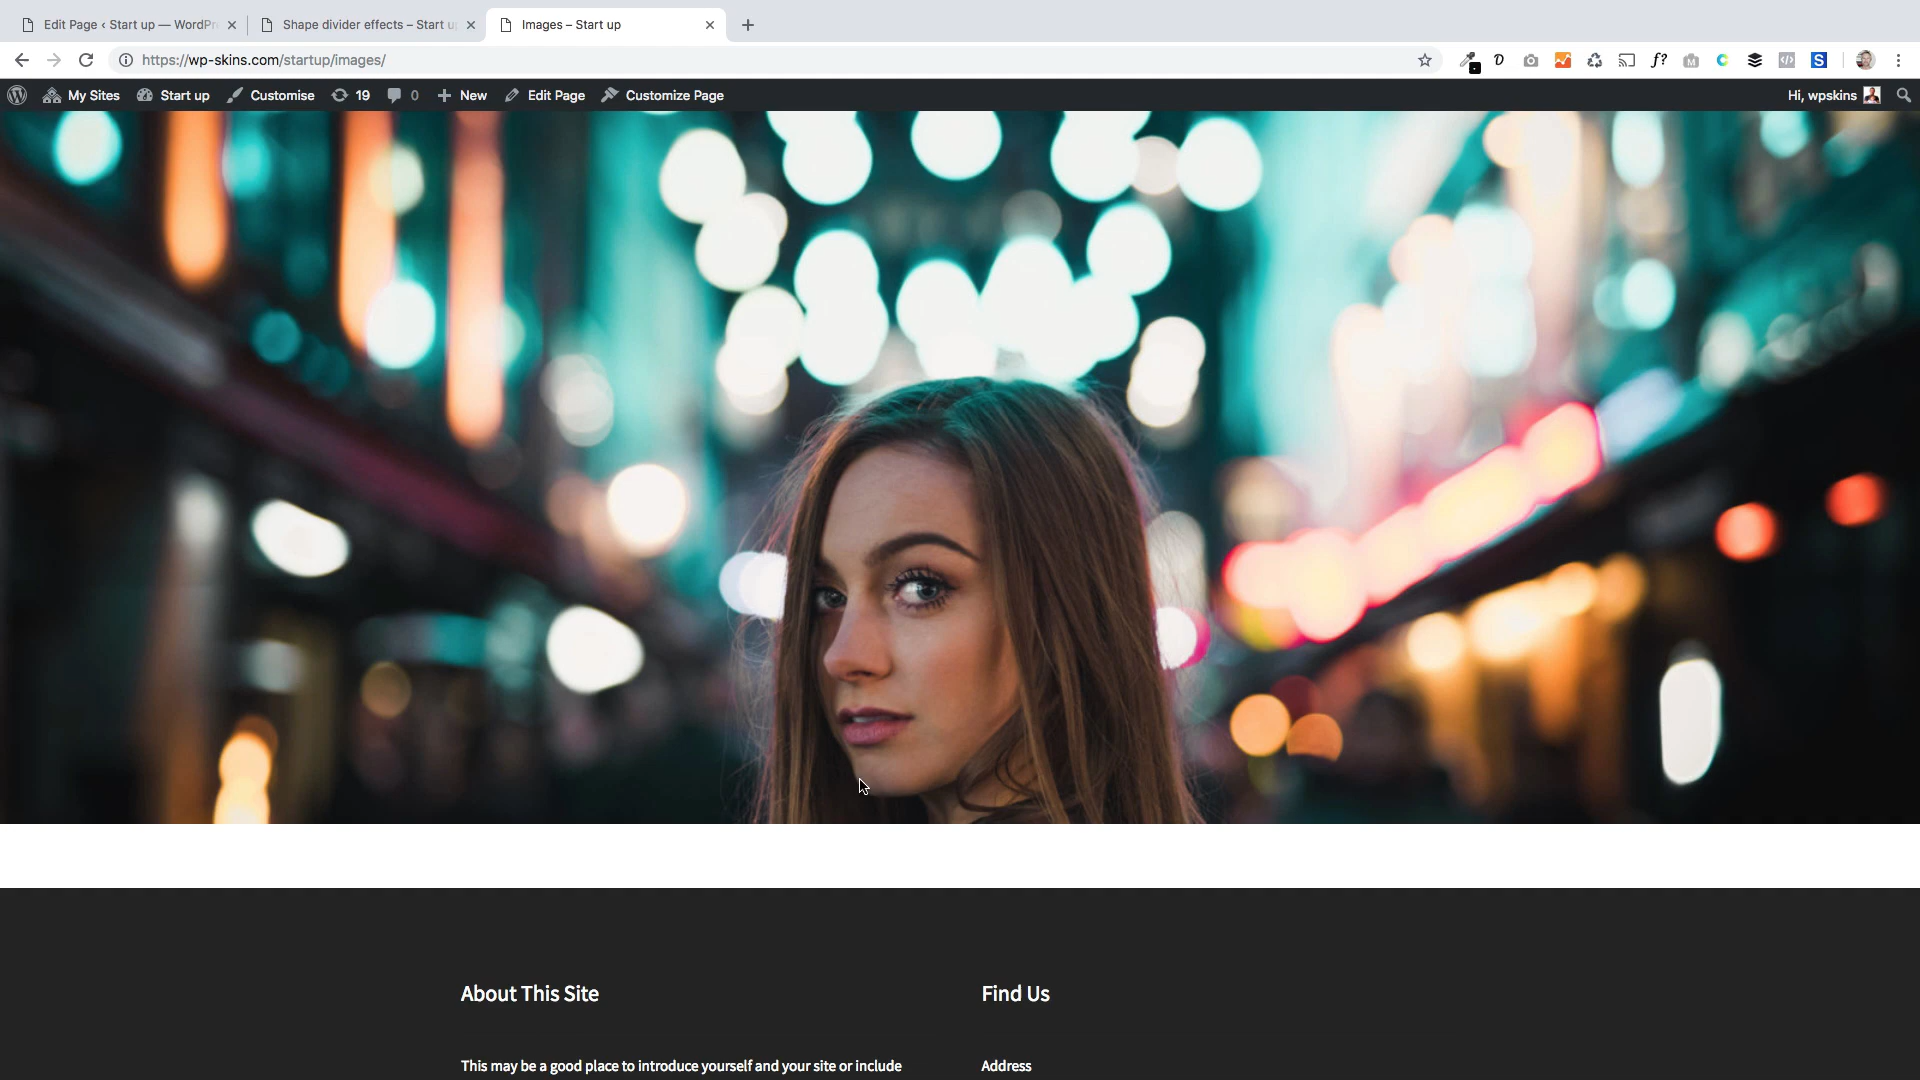 Edit Page ‹ Start up — WordPr
Shape divider effects – Start u
Images – Start up
https://wp-skins.com/startup/images/
My Sites
Start up
Customise
19
0
New
Edit Page
Customize Page
Hi, wpskins
About This Site
Find Us
This may be a good place to introduce yourself and your site or include
Address